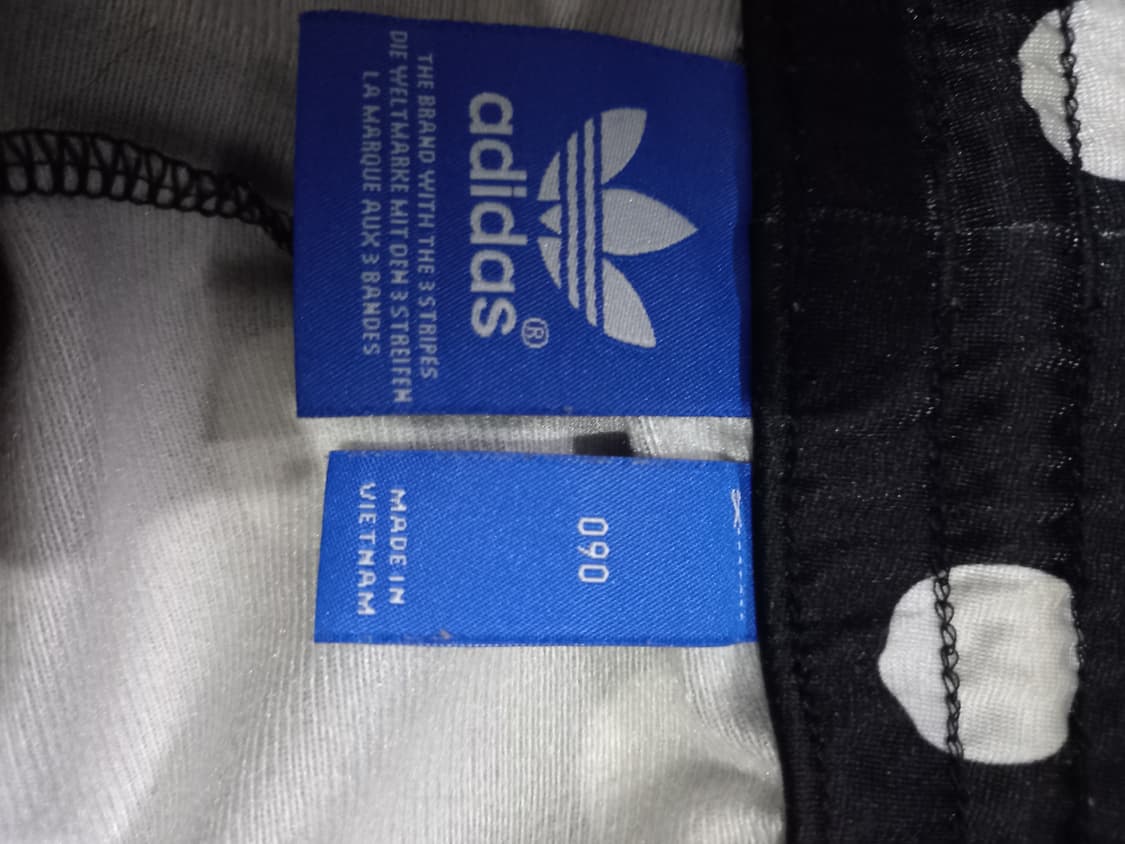 adidas®
THE BRAND WITH THE 3 STRIPES
DIE WELTMARKE MIT DEN 3 STREIFEN
LA MARQUE AUX 3 BANDES
090
MADE IN
VIETNAM